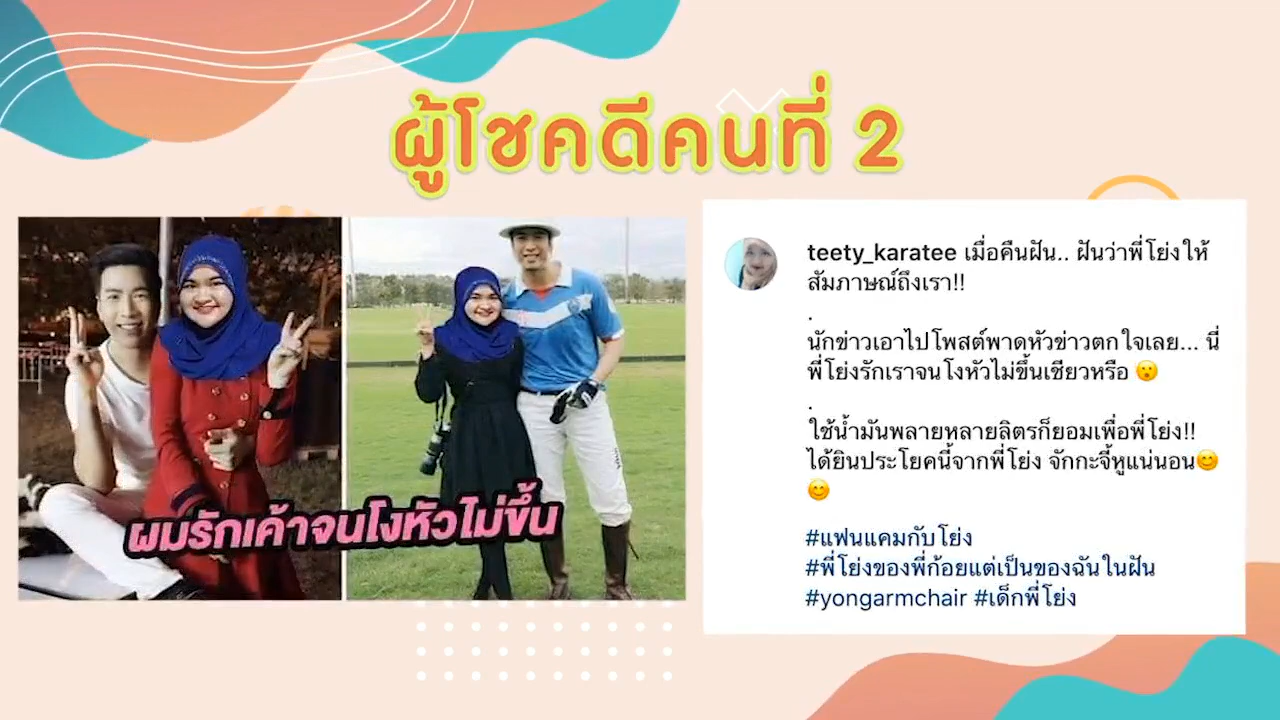 ผู้โชคดีคนที่ 2
ผมรักเค้าจนโงหัวไม่ขึ้น
teety_karatee เมื่อคืนฝัน.. ฝันว่าพี่โย่งให้
สัมภาษณ์ถึงเรา!!
.
นักข่าวเอาไปโพสต์พาดหัวข่าวตกใจเลย... นี่
พี่โย่งรักเราจนโงหัวไม่ขึ้นเชียวหรือ 😮
.
ใช้น้ำมันพลายหลายลิตรก็ยอมเพื่อพี่โย่ง!!
ได้ยินประโยคนี้จากพี่โย่ง จักกะจี้หูแน่นอน😊
😊
#แฟนแคมกับโย่ง
#พี่โย่งของพี่ก้อยแต่เป็นของฉันในฝัน
#yongarmchair #เด็กพี่โย่ง